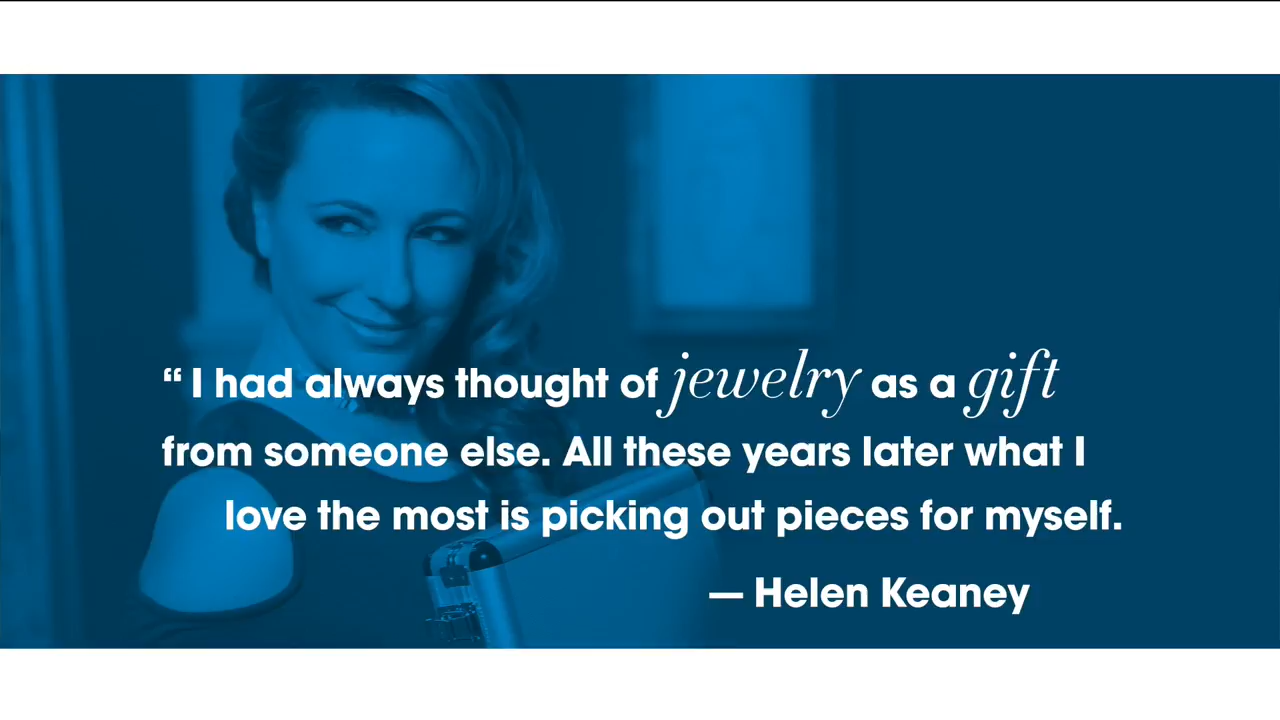 “ I had always thought of jewelry as a gift
from someone else. All these years later what I
love the most is picking out pieces for myself.
— Helen Keaney